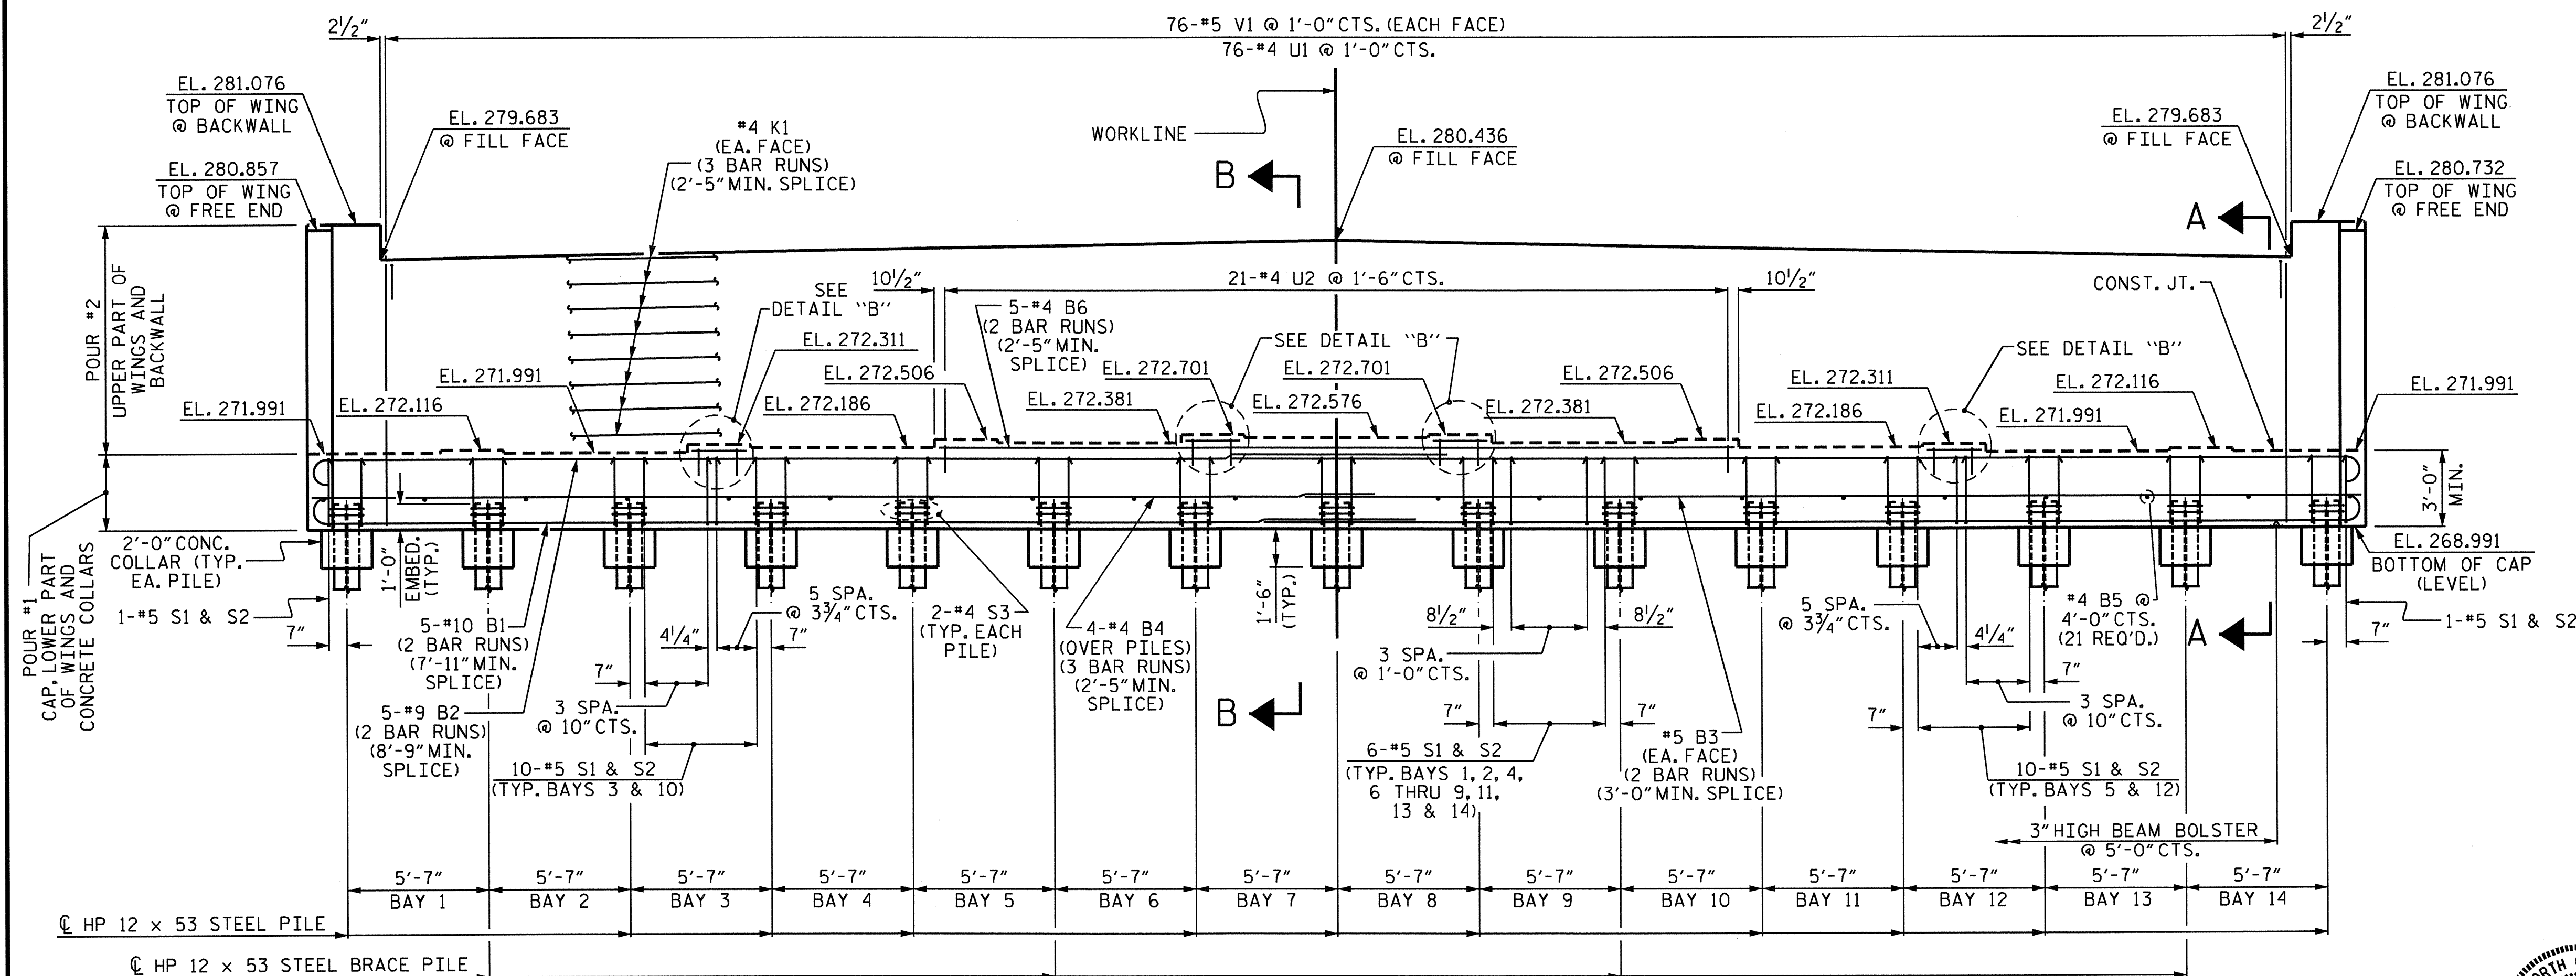 76-#5 V1 @ 1'-0" CTS. (EACH FACE)
76-#4 U1 @ 1'-0" CTS.
2½"
2½"
EL. 281.076
TOP OF WING
@ BACKWALL
EL. 279.683
@ FILL FACE
EL. 280.857
TOP OF WING
@ FREE END
#4 K1
(EA. FACE)
(3 BAR RUNS)
(2'-5" MIN. SPLICE)
WORKLINE
EL. 280.436
@ FILL FACE
B
A
EL. 279.683
@ FILL FACE
EL. 281.076
TOP OF WING
@ BACKWALL
EL. 280.732
TOP OF WING
@ FREE END
POUR #2
UPPER PART OF
WINGS AND
BACKWALL
SEE
DETAIL "B"
10½"
21-#4 U2 @ 1'-6" CTS.
10½"
CONST. JT.
5-#4 B6
(2 BAR RUNS)
(2'-5" MIN.
SPLICE)
SEE DETAIL "B"
SEE DETAIL "B"
EL. 271.991
EL. 272.116
EL. 271.991
EL. 272.311
EL. 272.186
EL. 272.506
EL. 272.381
EL. 272.701
EL. 272.576
EL. 272.701
EL. 272.381
EL. 272.506
EL. 272.186
EL. 272.311
EL. 271.991
EL. 272.116
EL. 271.991
3'-0"
MIN.
POUR #1
CAP, LOWER PART
OF WINGS AND
CONCRETE COLLARS
2'-0" CONC.
COLLAR (TYP.
EA. PILE)
1'-0"
EMBED.
(TYP.)
1-#5 S1 & S2
7"
5-#10 B1
(2 BAR RUNS)
(7'-11" MIN.
SPLICE)
5-#9 B2
(2 BAR RUNS)
(8'-9" MIN.
SPLICE)
4¼"
5 SPA.
@ 3¾" CTS.
7"
7"
3 SPA.
@ 10" CTS.
10-#5 S1 & S2
(TYP. BAYS 3 & 10)
2-#4 S3
(TYP. EACH
PILE)
4-#4 B4
(OVER PILES)
(3 BAR RUNS)
(2'-5" MIN.
SPLICE)
1'-6"
(TYP.)
B
8½"
8½"
3 SPA.
@ 1'-0" CTS.
7"
7"
6-#5 S1 & S2
(TYP. BAYS 1, 2, 4,
6 THRU 9, 11,
13 & 14)
#5 B3
(EA. FACE)
(2 BAR RUNS)
(3'-0" MIN. SPLICE)
5 SPA.
@ 3¾" CTS.
4¼"
7"
3 SPA.
@ 10" CTS.
7"
10-#5 S1 & S2
(TYP. BAYS 5 & 12)
#4 B5 @
4'-0" CTS.
(21 REQ'D.)
A
EL. 268.991
BOTTOM OF CAP
(LEVEL)
1-#5 S1 & S2
7"
3" HIGH BEAM BOLSTER
@ 5'-0" CTS.
5'-7" 5'-7" 5'-7" 5'-7" 5'-7" 5'-7" 5'-7" 5'-7" 5'-7" 5'-7" 5'-7" 5'-7" 5'-7" 5'-7"
BAY 1 BAY 2 BAY 3 BAY 4 BAY 5 BAY 6 BAY 7 BAY 8 BAY 9 BAY 10 BAY 11 BAY 12 BAY 13 BAY 14
℄ HP 12 x 53 STEEL PILE
℄ HP 12 x 53 STEEL BRACE PILE